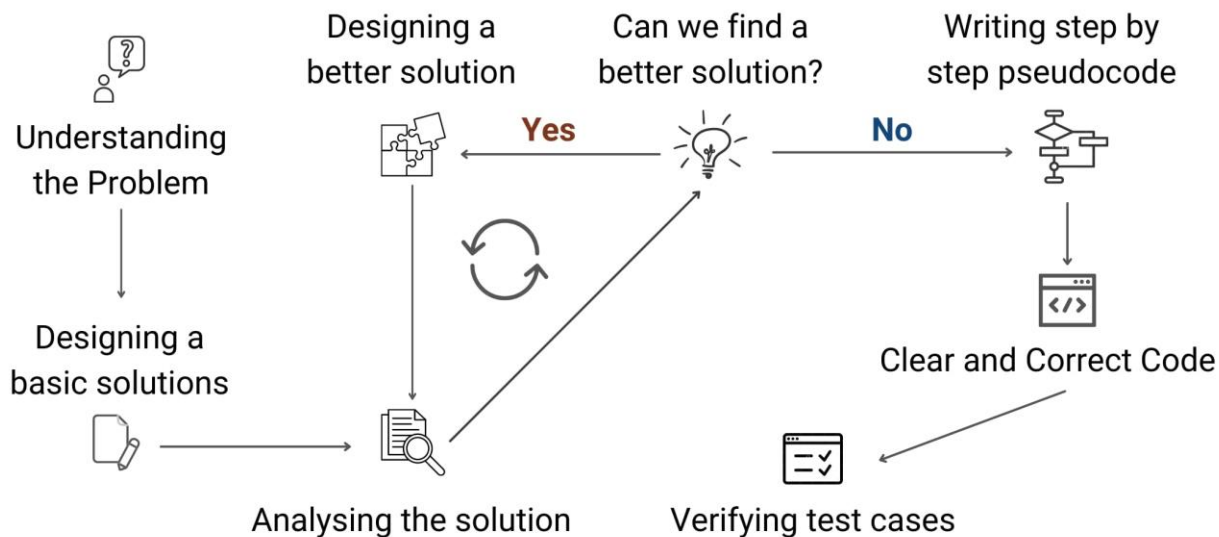 Understanding
the Problem
Designing a
basic solutions
Analysing the solution
Designing a
better solution
Can we find a
better solution?
Yes
No
Writing step by
step pseudocode
</>
Clear and Correct Code
Verifying test cases
?